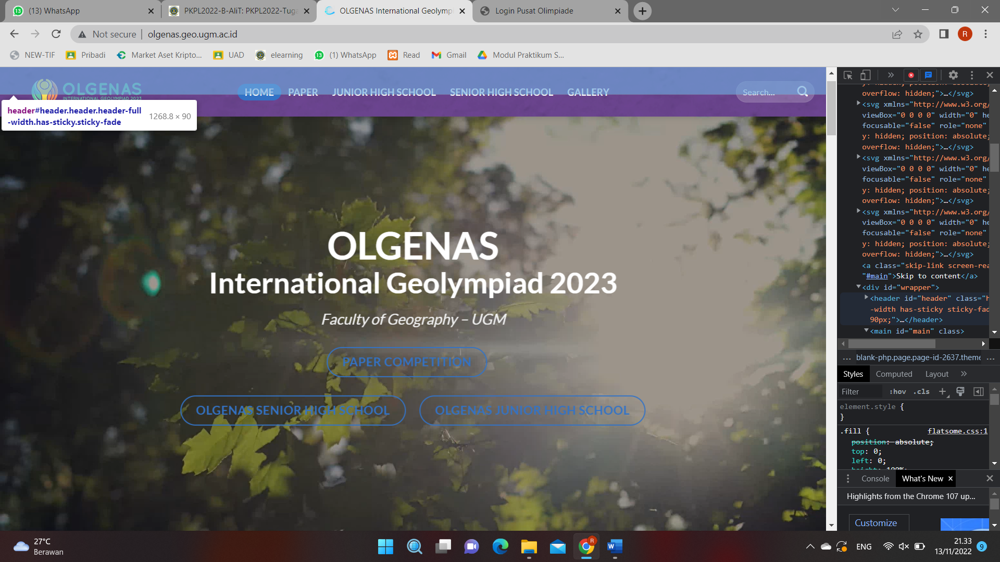 (13) WhatsApp
PKPL2022-B-AliT: PKPL2022-Tuga
OLGENAS International Geolympi
Login Pusat Olimpiade
Not secure
olgenas.geo.ugm.ac.id
R
NEW-TIF
Pribadi
Market Aset Kripto...
UAD
elearning
(1) WhatsApp
Read
Gmail
Modul Praktikum S...
OLGENAS
INTERNATIONAL GEOLYMPIAD 2023
HOME
PAPER
JUNIOR HIGH SCHOOL
SENIOR HIGH SCHOOL
GALLERY
Search...
header#header.header.header-full
-width.has-sticky.sticky-fade
1268.8 × 90
OLGENAS
International Geolympiad 2023
Faculty of Geography – UGM
PAPER COMPETITION
OLGENAS SENIOR HIGH SCHOOL
OLGENAS JUNIOR HIGH SCHOOL
overflow: hidden;">…</svg>
<svg xmlns="http://www.w3.org/
viewBox="0 0 0 0" width="0" he
focusable="false" role="none"
y: hidden; position: absolute;
overflow: hidden;">…</svg>
<svg xmlns="http://www.w3.org/
viewBox="0 0 0 0" width="0" he
focusable="false" role="none"
y: hidden; position: absolute;
overflow: hidden;">…</svg>
<svg xmlns="http://www.w3.org/
viewBox="0 0 0 0" width="0" he
focusable="false" role="none"
y: hidden; position: absolute;
overflow: hidden;">…</svg>
<a class="skip-link screen-rea
"#main">Skip to content</a>
<div id="wrapper">
<header id="header" class="h
-width has-sticky sticky-fad
90px;">…</header>
<main id="main" class>
... blank-php.page.page-id-2637.theme ...
Styles
Computed
Layout
Filter
:hov
.cls
element.style {
}
.fill {
flatsome.css:1
position: absolute;
top: 0;
left: 0;
height: 100%;
Console
What's New
Highlights from the Chrome 107 up...
Customize
27°C
Berawan
ENG
21.33
13/11/2022
9